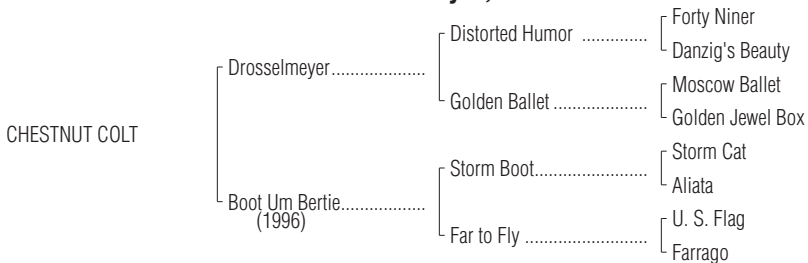 Forty Niner
Distorted Humor ..............
Danzig's Beauty
Drosselmeyer....................
Moscow Ballet
Golden Ballet ....................
Golden Jewel Box
CHESTNUT COLT
Storm Cat
Storm Boot........................
Aliata
Boot Um Bertie..................
(1996)
U. S. Flag
Far to Fly ..........................
Farrago